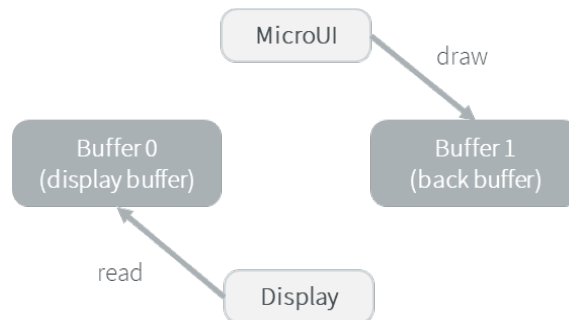 MicroUI
draw
Buffer 0
(display buffer)
Buffer 1
(back buffer)
read
Display